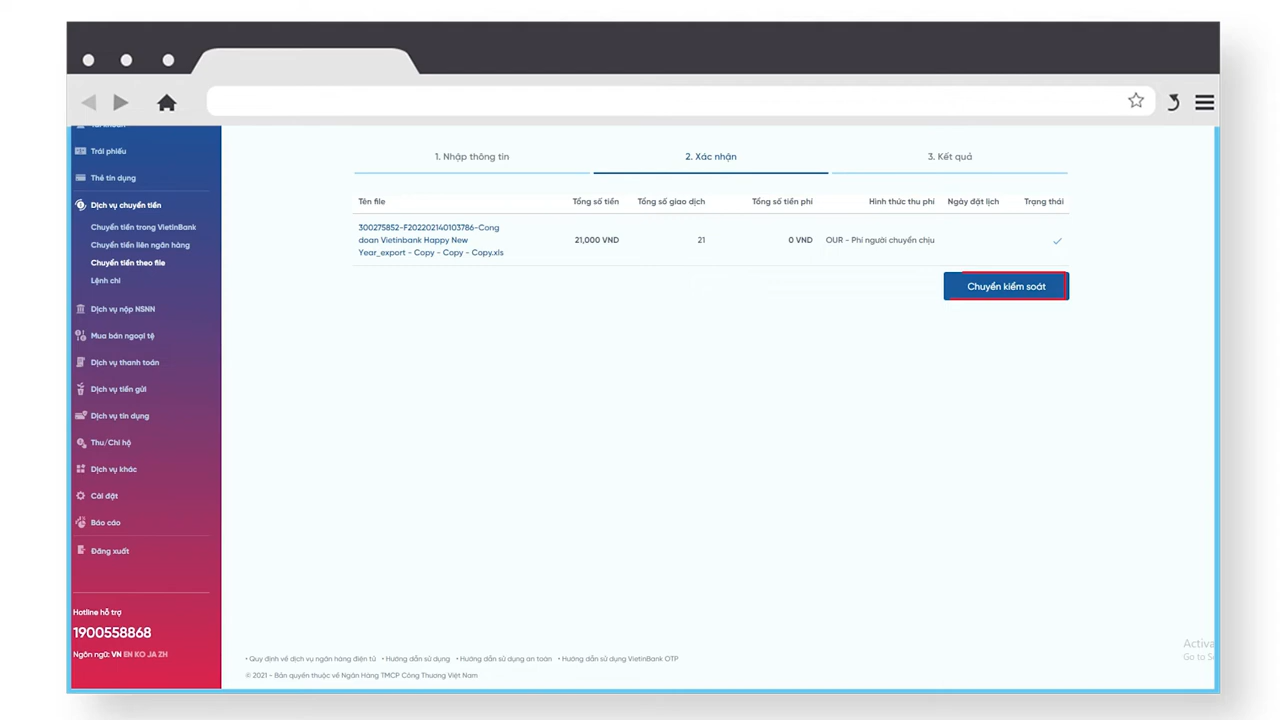 Trái phiếu
Thẻ tín dụng
Dịch vụ chuyển tiền
Chuyển tiền trong VietinBank
Chuyển tiền liên ngân hàng
Chuyển tiền theo file
Lệnh chi
Dịch vụ nộp NSNN
Mua bán ngoại tệ
Dịch vụ thanh toán
Dịch vụ tiền gửi
Dịch vụ tín dụng
Thu/Chi hộ
Dịch vụ khác
Cài đặt
Báo cáo
Đăng xuất
Hotline hỗ trợ
1900558868
Ngôn ngữ: VN EN KO JA ZH
1. Nhập thông tin 2. Xác nhận 3. Kết quả
Tên file Tổng số tiền Tổng số giao dịch Tổng số tiền phí Hình thức thu phí Ngày đặt lịch Trạng thái
300275852-F202202140103786-Cong
doan Vietinbank Happy New
Year_export - Copy - Copy - Copy.xls
21,000 VND 21 0 VND OUR - Phí người chuyển chịu
Chuyển kiểm soát
• Quy định về dịch vụ ngân hàng điện tử • Hướng dẫn sử dụng • Hướng dẫn sử dụng an toàn • Hướng dẫn sử dụng VietinBank OTP
© 2021 - Bản quyền thuộc về Ngân Hàng TMCP Công Thương Việt Nam
Activa
Go to S